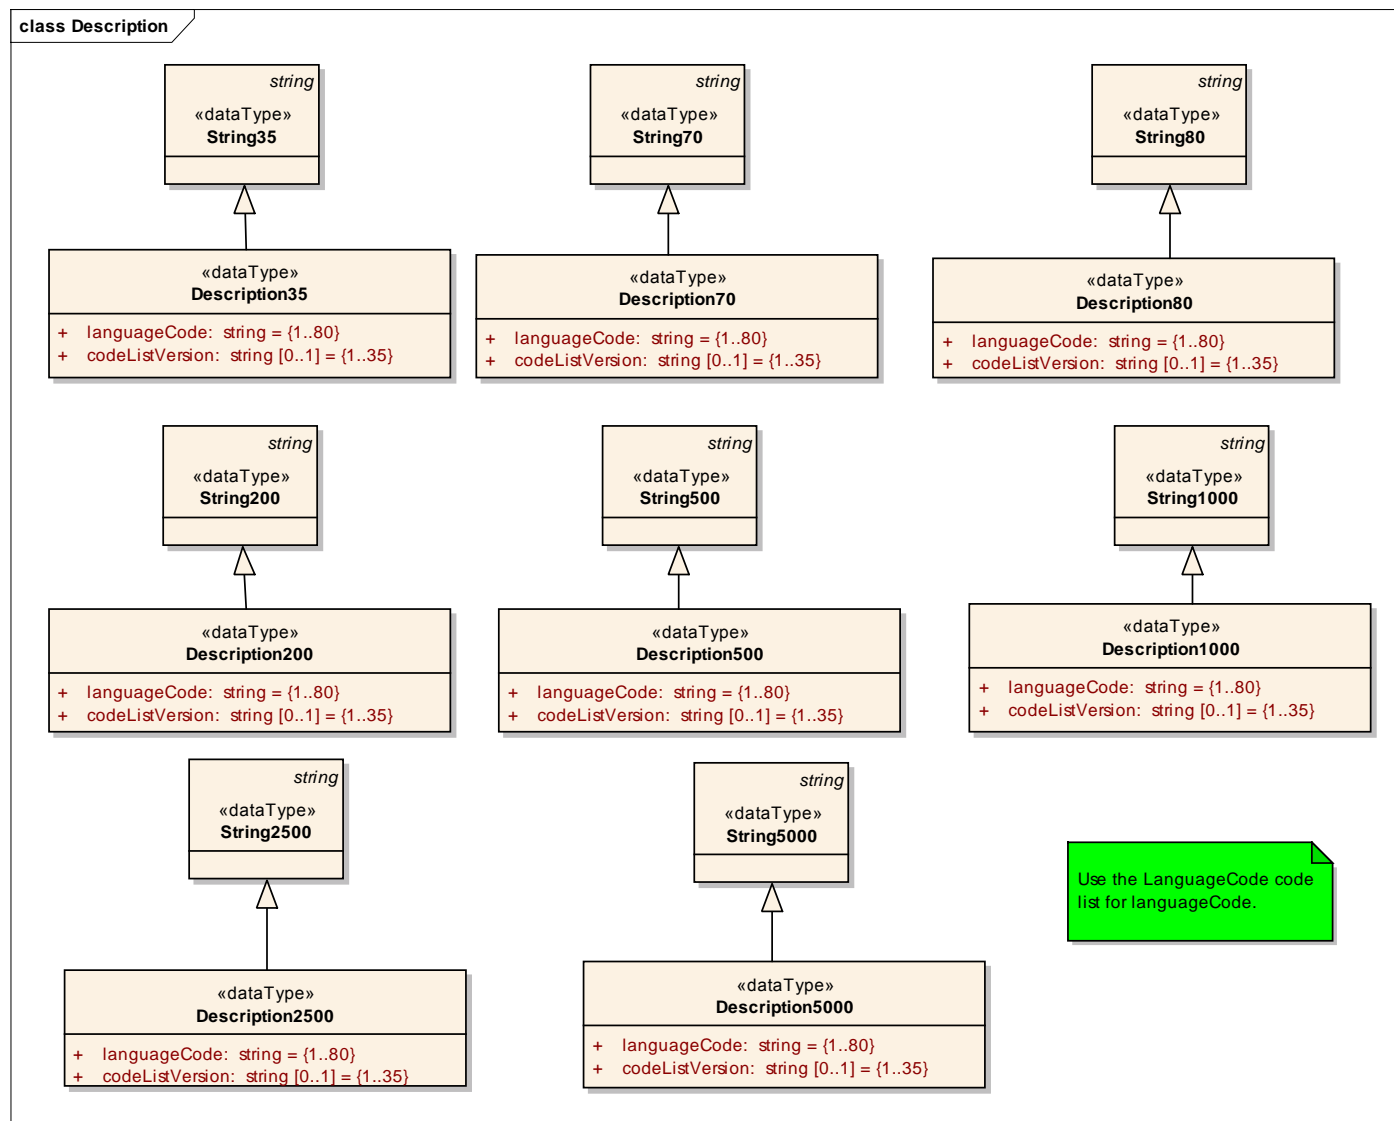 class Description
string
«dataType»
String35
string
«dataType»
String70
string
«dataType»
String80
«dataType»
Description35
+ languageCode: string = {1..80}
+ codeListVersion: string [0..1] = {1..35}
«dataType»
Description70
+ languageCode: string = {1..80}
+ codeListVersion: string [0..1] = {1..35}
«dataType»
Description80
+ languageCode: string = {1..80}
+ codeListVersion: string [0..1] = {1..35}
string
«dataType»
String200
string
«dataType»
String500
string
«dataType»
String1000
«dataType»
Description200
+ languageCode: string = {1..80}
+ codeListVersion: string [0..1] = {1..35}
«dataType»
Description500
+ languageCode: string = {1..80}
+ codeListVersion: string [0..1] = {1..35}
«dataType»
Description1000
+ languageCode: string = {1..80}
+ codeListVersion: string [0..1] = {1..35}
string
«dataType»
String2500
string
«dataType»
String5000
Use the LanguageCode code
list for languageCode.
«dataType»
Description2500
+ languageCode: string = {1..80}
+ codeListVersion: string [0..1] = {1..35}
«dataType»
Description5000
+ languageCode: string = {1..80}
+ codeListVersion: string [0..1] = {1..35}